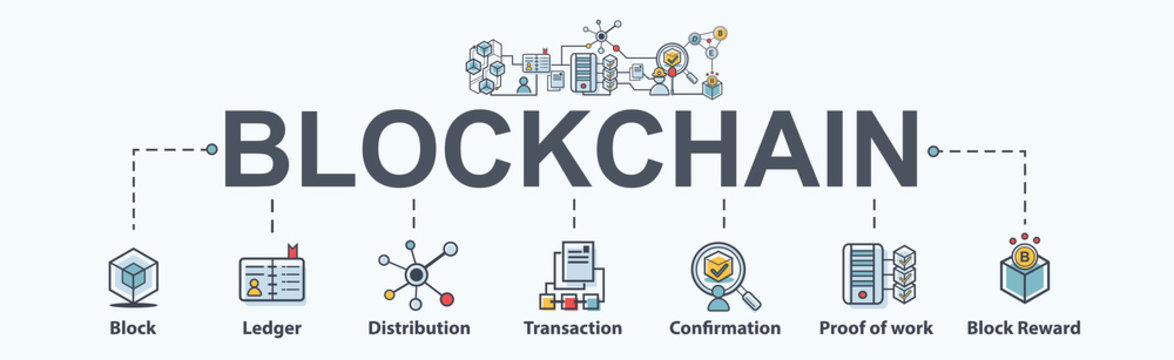 D B
E
B
BLOCKCHAIN
B
Block
Ledger
Distribution
Transaction
Confirmation
Proof of work
Block Reward